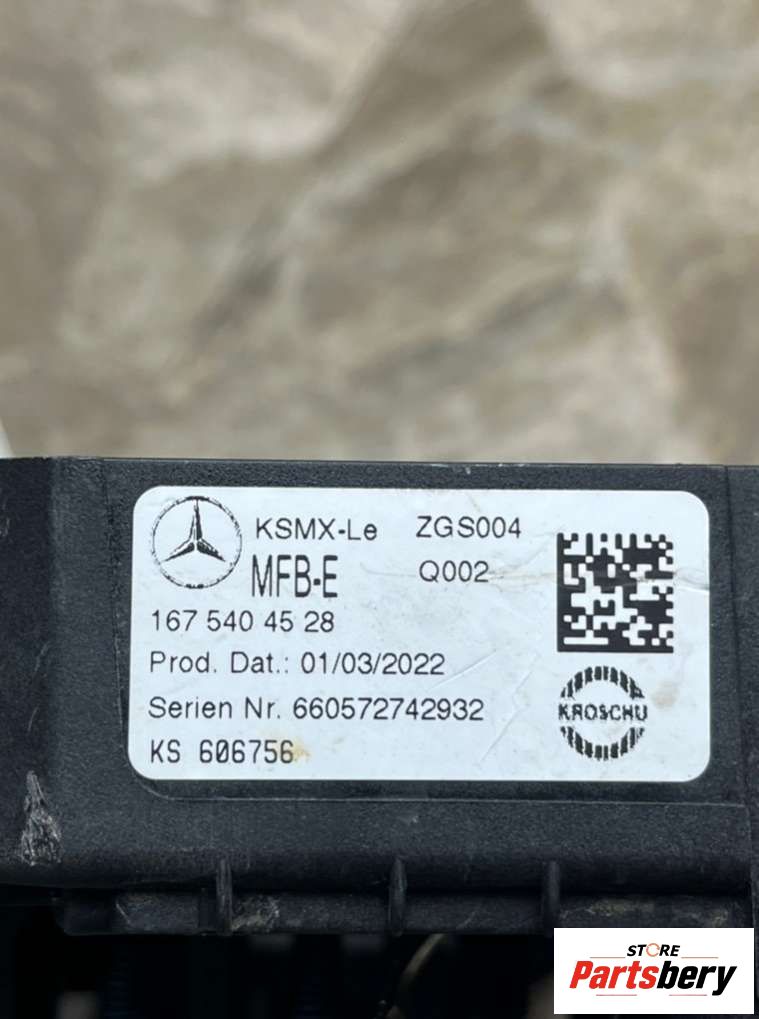 KSMX-Le ZGS004
MFB-E Q002
167 540 45 28
Prod. Dat.: 01/03/2022
Serien Nr. 660572742932
KROSCHU
KS 606756
STORE
Partsbery